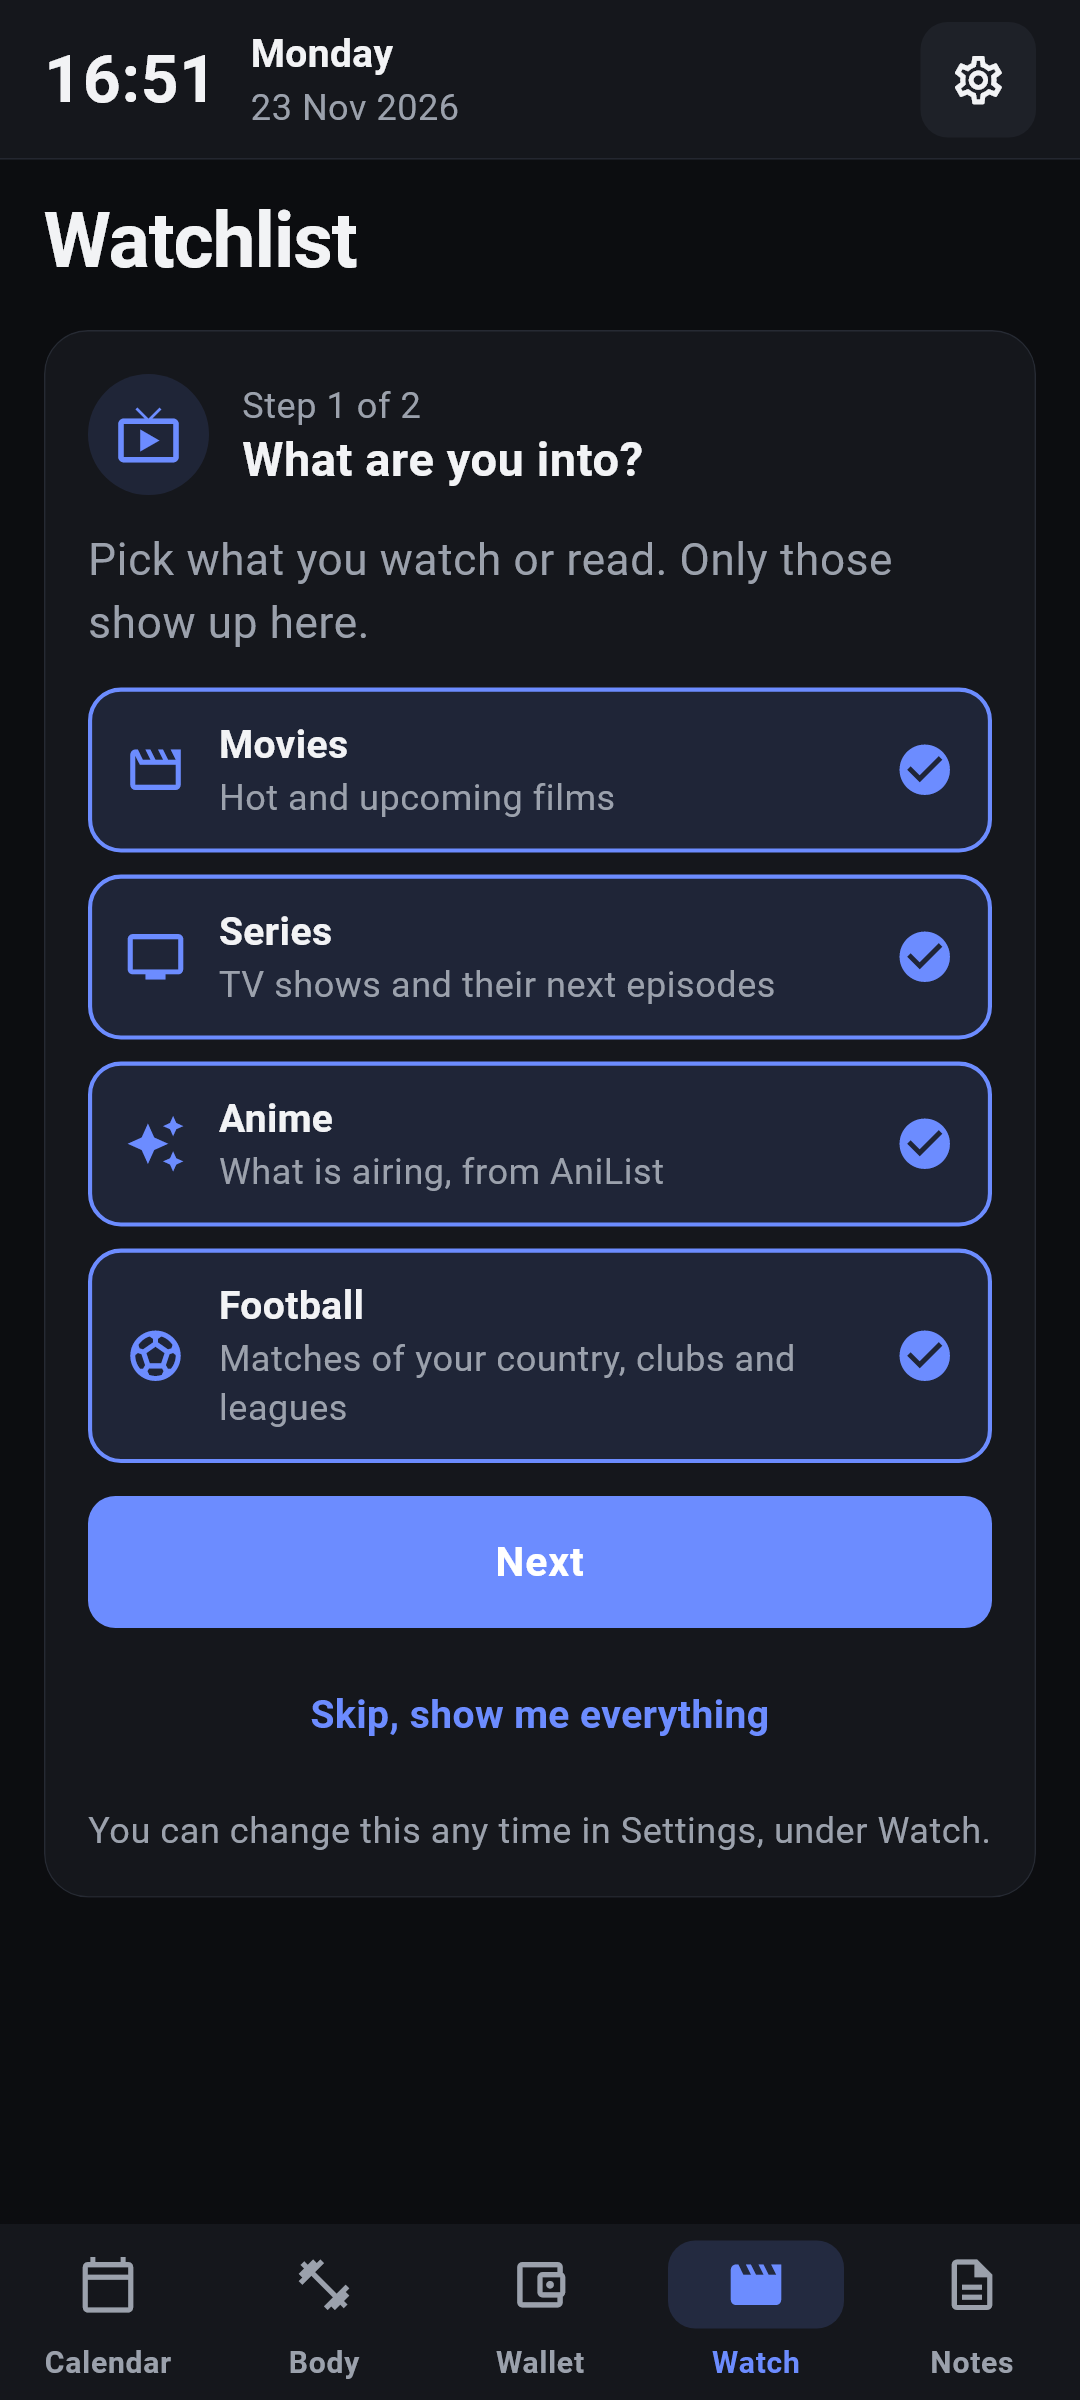 16:51
Monday
23 Nov 2026
Watchlist
Step 1 of 2
What are you into?
Pick what you watch or read. Only those
show up here.
Movies
Hot and upcoming films
Series
TV shows and their next episodes
Anime
What is airing, from AniList
Football
Matches of your country, clubs and
leagues
Next
Skip, show me everything
You can change this any time in Settings, under Watch.
Calendar
Body
Wallet
Watch
Notes